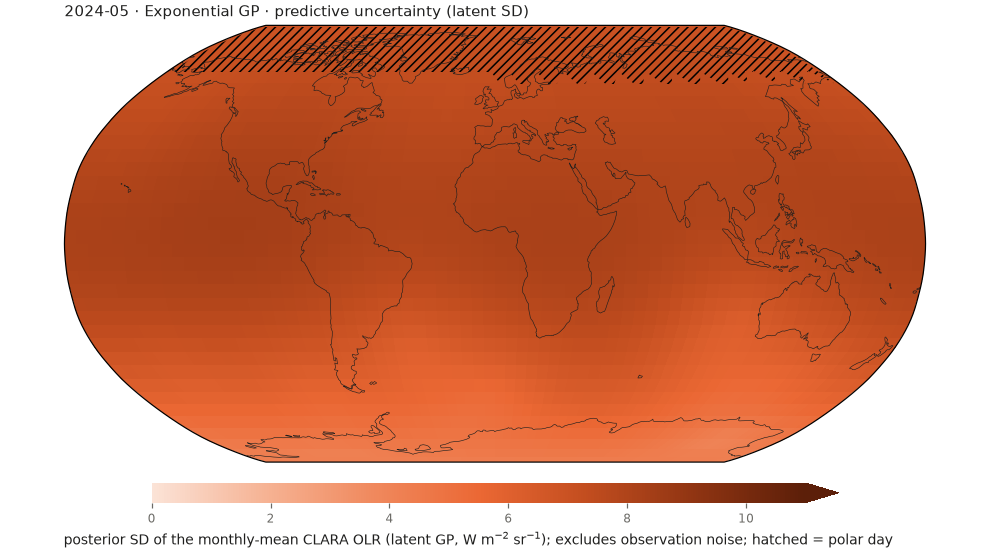 2024-05 · Exponential GP · predictive uncertainty (latent SD)
0 2 4 6 8 10
posterior SD of the monthly-mean CLARA OLR (latent GP, W m⁻² sr⁻¹); excludes observation noise; hatched = polar day